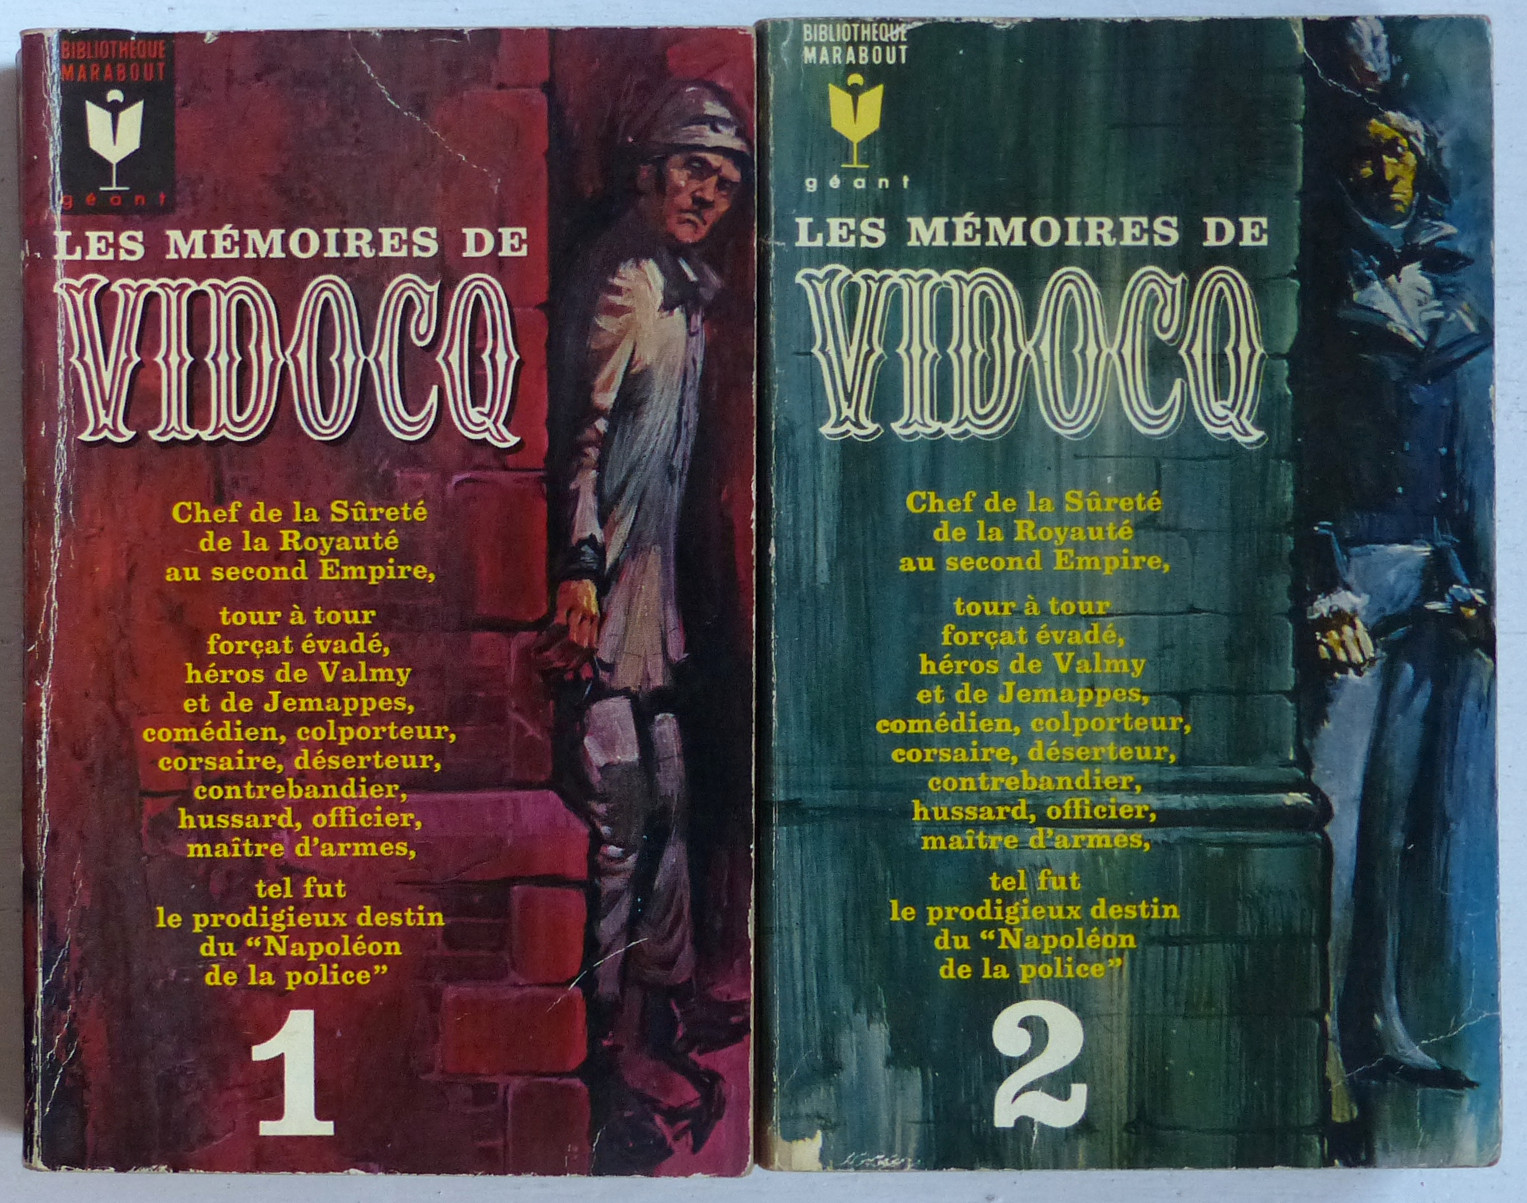 BIBLIOTHÈQUE
MARABOUT
géant
LES MÉMOIRES DE
VIDOCQ
Chef de la Sûreté
de la Royauté
au second Empire,
tour à tour
forçat évadé,
héros de Valmy
et de Jemappes,
comédien, colporteur,
corsaire, déserteur,
contrebandier,
hussard, officier,
maître d'armes,
tel fut
le prodigieux destin
du “Napoléon
de la police”
1
BIBLIOTHÈQUE
MARABOUT
géant
LES MÉMOIRES DE
VIDOCQ
Chef de la Sûreté
de la Royauté
au second Empire,
tour à tour
forçat évadé,
héros de Valmy
et de Jemappes,
comédien, colporteur,
corsaire, déserteur,
contrebandier,
hussard, officier,
maître d'armes,
tel fut
le prodigieux destin
du “Napoléon
de la police”
2